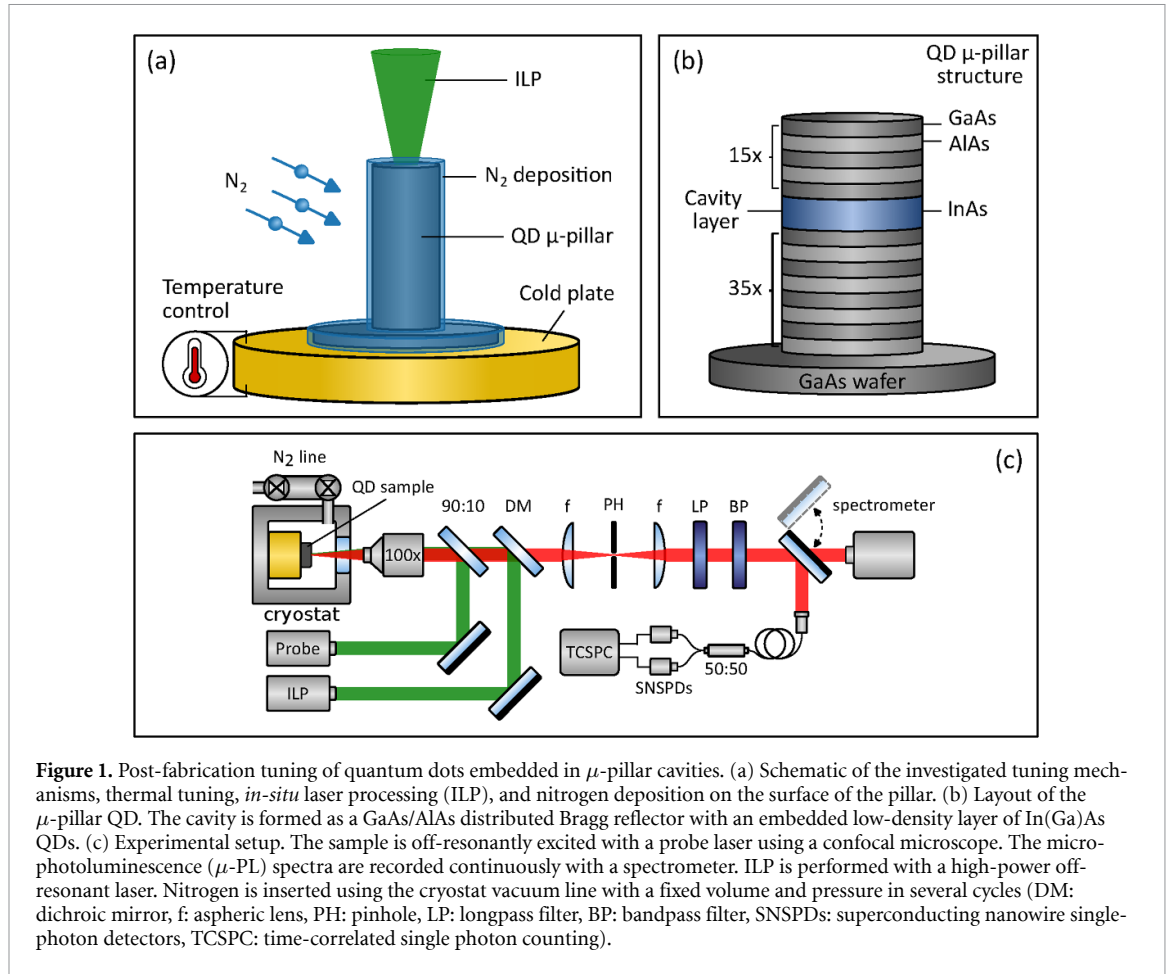 (a)
ILP
N2
N2 deposition
QD μ-pillar
Temperature
control
Cold plate
(b)
QD μ-pillar
structure
GaAs
AlAs
15x
Cavity
layer
InAs
35x
GaAs wafer
(c)
N2 line
QD sample
90:10
DM
f
PH
f
LP
BP
spectrometer
100x
cryostat
Probe
ILP
TCSPC
SNSPDs
50:50
Figure 1. Post-fabrication tuning of quantum dots embedded in μ-pillar cavities. (a) Schematic of the investigated tuning mech-
anisms, thermal tuning, in-situ laser processing (ILP), and nitrogen deposition on the surface of the pillar. (b) Layout of the
μ-pillar QD. The cavity is formed as a GaAs/AlAs distributed Bragg reflector with an embedded low-density layer of In(Ga)As
QDs. (c) Experimental setup. The sample is off-resonantly excited with a probe laser using a confocal microscope. The micro-
photoluminescence (μ-PL) spectra are recorded continuously with a spectrometer. ILP is performed with a high-power off-
resonant laser. Nitrogen is inserted using the cryostat vacuum line with a fixed volume and pressure in several cycles (DM:
dichroic mirror, f: aspheric lens, PH: pinhole, LP: longpass filter, BP: bandpass filter, SNSPDs: superconducting nanowire single-
photon detectors, TCSPC: time-correlated single photon counting).